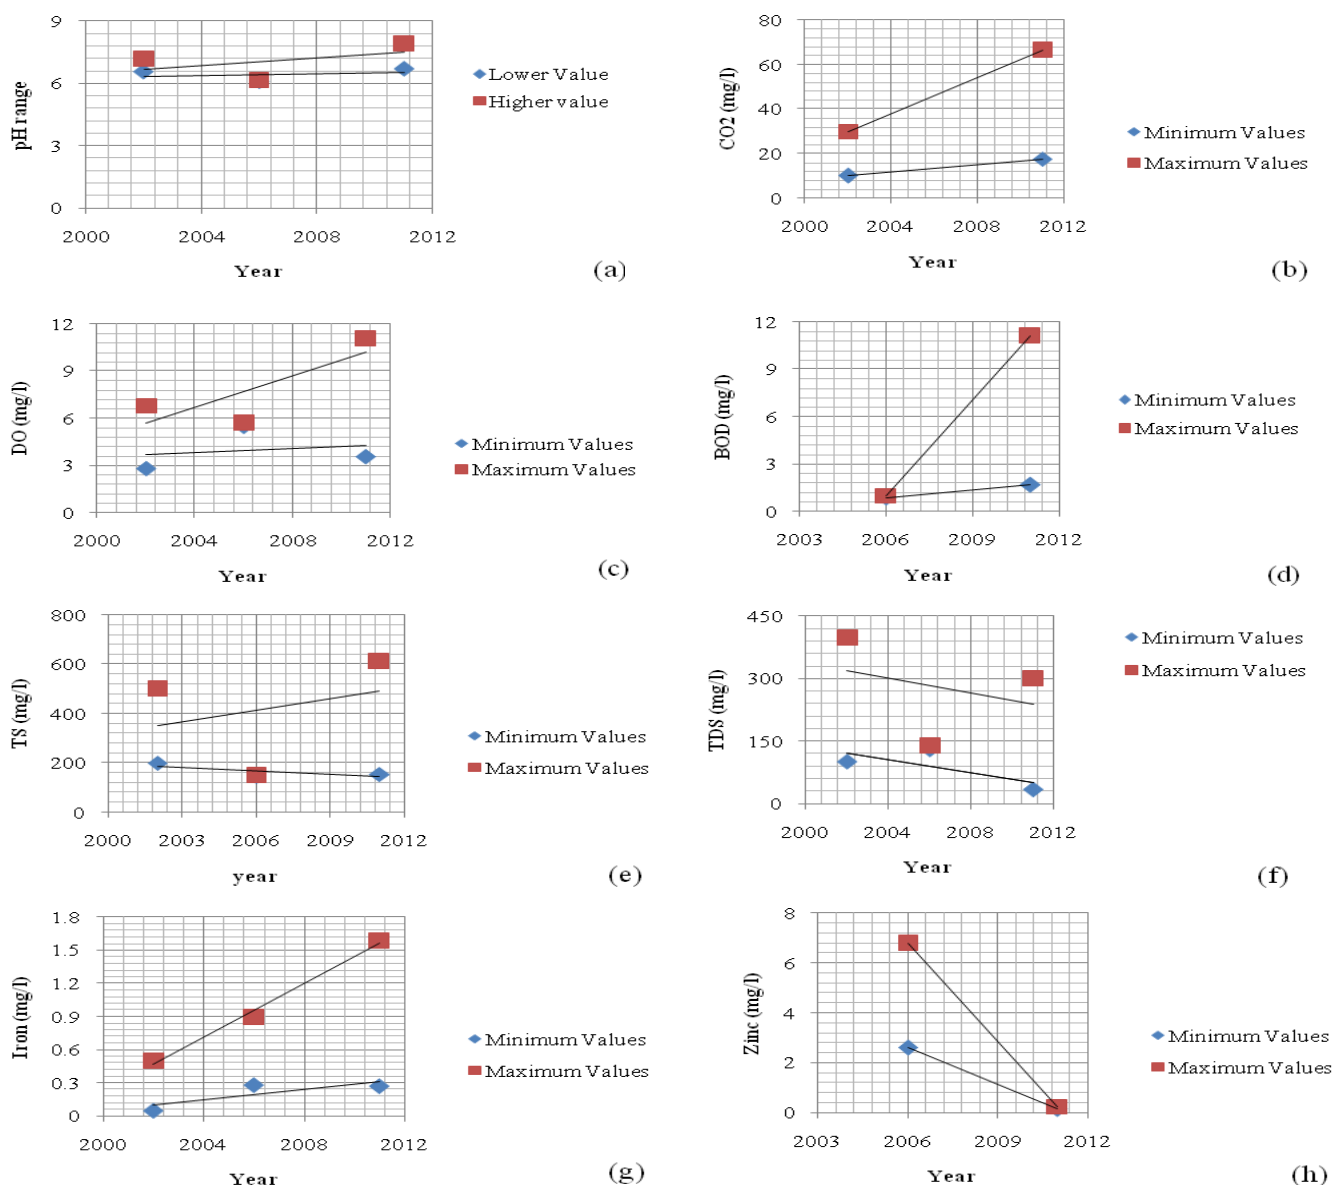 9
6
3
0
pH range
2000 2004 2008 2012
Year
Lower Value
Higher value
(a)
80
60
40
20
0
CO2 (mg/l)
2000 2004 2008 2012
Year
Minimum Values
Maximum Values
(b)
12
9
6
3
0
DO (mg/l)
2000 2004 2008 2012
Year
Minimum Values
Maximum Values
(c)
12
9
6
3
0
BOD (mg/l)
2003 2006 2009 2012
Year
Minimum Values
Maximum Values
(d)
800
600
400
200
0
TS (mg/l)
2000 2003 2006 2009 2012
year
Minimum Values
Maximum Values
(e)
450
300
150
0
TDS (mg/l)
2000 2004 2008 2012
Year
Minimum Values
Maximum Values
(f)
1.8
1.5
1.2
0.9
0.6
0.3
0
Iron (mg/l)
2000 2004 2008 2012
Year
Minimum Values
Maximum Values
(g)
8
6
4
2
0
Zinc (mg/l)
2003 2006 2009 2012
Year
Minimum Values
Maximum Values
(h)